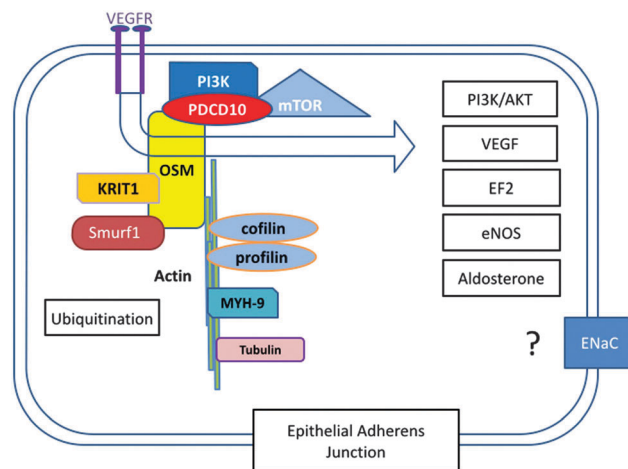 VEGFR
PI3K
PDCD10
mTOR
OSM
KRIT1
Smurf1
cofilin
profilin
Actin
MYH-9
Tubulin
Ubiquitination
PI3K/AKT
VEGF
EF2
eNOS
Aldosterone
?
ENaC
Epithelial Adherens
Junction